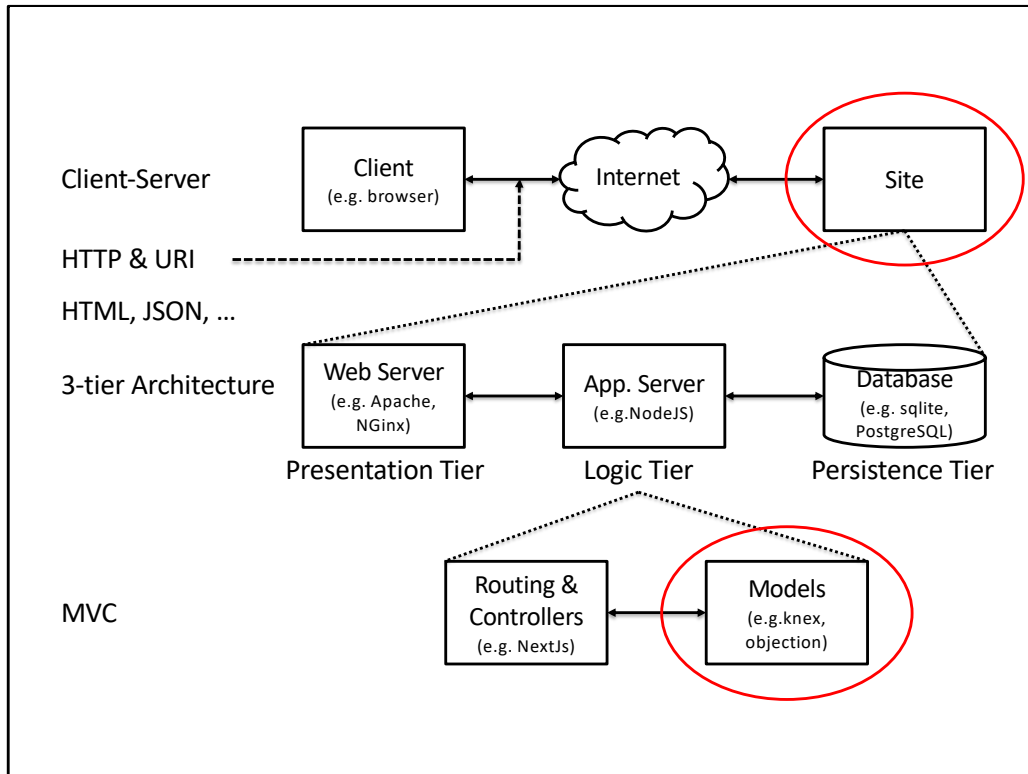 Client-Server
Client
(e.g. browser)
Internet
Site
HTTP & URI
HTML, JSON, ...
3-tier Architecture
Web Server
(e.g. Apache,
NGinx)
App. Server
(e.g.NodeJS)
Database
(e.g. sqlite,
PostgreSQL)
Presentation Tier
Logic Tier
Persistence Tier
MVC
Routing &
Controllers
(e.g. NextJs)
Models
(e.g.knex,
objection)